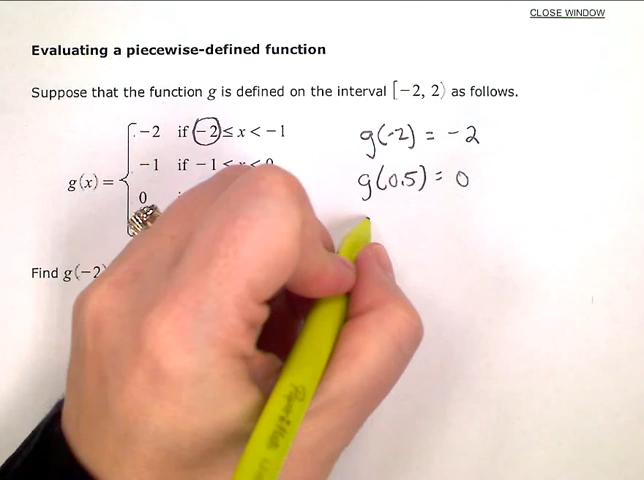 CLOSE WINDOW
Evaluating a piecewise-defined function
Suppose that the function g is defined on the interval [−2, 2) as follows.
−2 if −2 ≤ x < −1
g(−2) = −2
−1 if −1 < x < 0
g(x) =
0
g(0.5) = 0
Find g(−2)